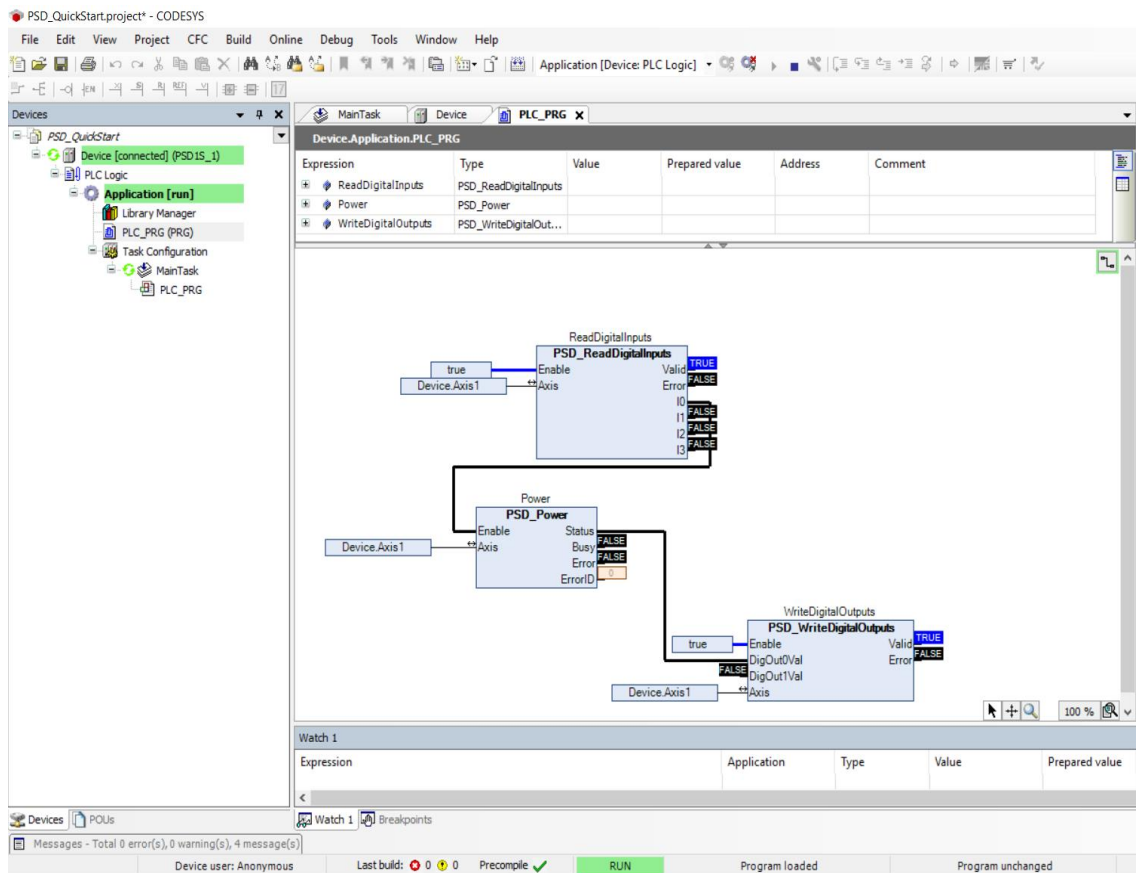 PSD_QuickStart.project* - CODESYS
File Edit View Project CFC Build Online Debug Tools Window Help
Application [Device: PLC Logic]
Devices
MainTask Device PLC_PRG
PSD_QuickStart
Device [connected] (PSD1S_1)
PLC Logic
Application [run]
Library Manager
PLC_PRG (PRG)
Task Configuration
MainTask
PLC_PRG
Device.Application.PLC_PRG
Expression Type Value Prepared value Address Comment
ReadDigitalInputs PSD_ReadDigitalInputs
Power PSD_Power
WriteDigitalOutputs PSD_WriteDigitalOut...
ReadDigitalInputs
PSD_ReadDigitalInputs
true Enable Valid TRUE
Device.Axis1 Axis Error FALSE
I0
I1 FALSE
I2 FALSE
I3 FALSE
Power
PSD_Power
Enable Status
Device.Axis1 Axis Busy FALSE
Error FALSE
ErrorID 0
WriteDigitalOutputs
PSD_WriteDigitalOutputs
true Enable Valid TRUE
DigOut0Val Error FALSE
FALSE DigOut1Val
Device.Axis1 Axis
100 %
Watch 1
Expression Application Type Value Prepared value
Devices POUs
Watch 1 Breakpoints
Messages - Total 0 error(s), 0 warning(s), 4 message(s)
Device user: Anonymous Last build: 0 0 Precompile RUN Program loaded Program unchanged